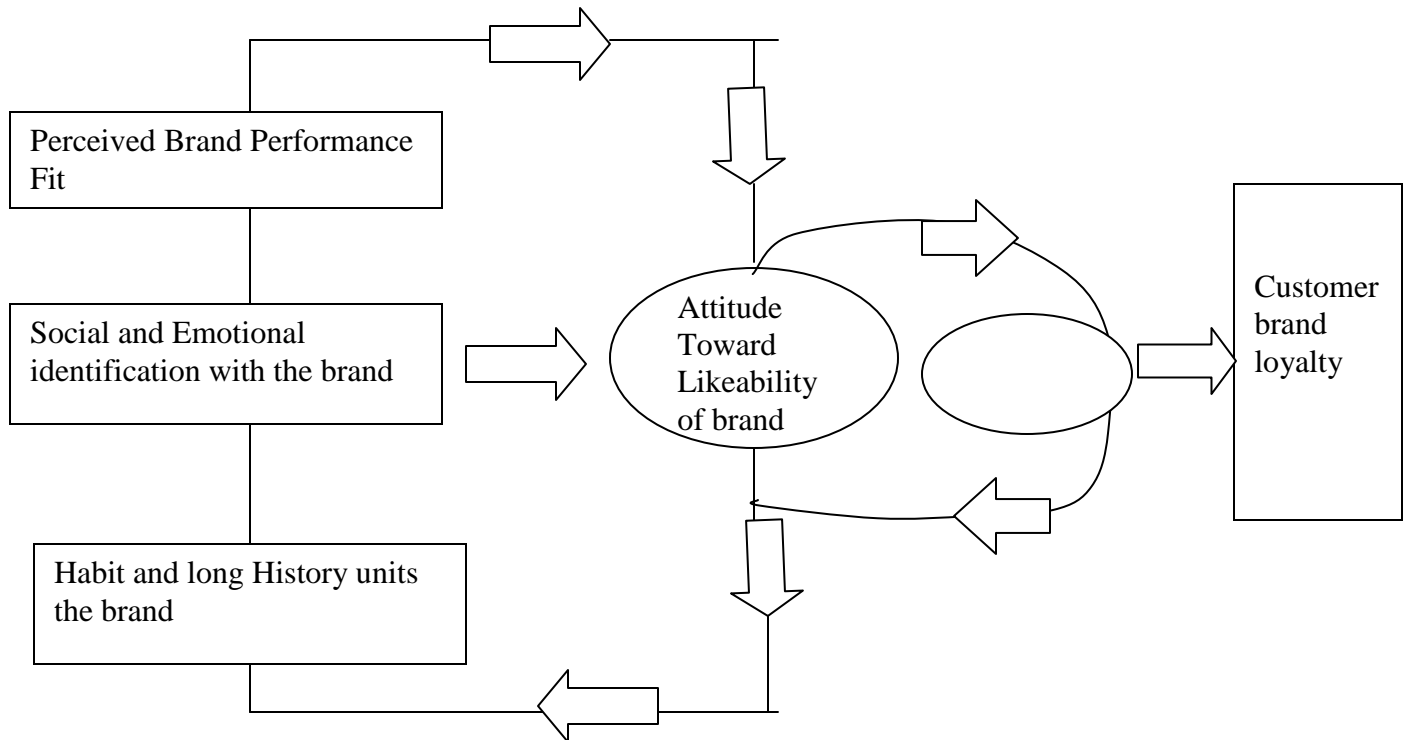 Perceived Brand Performance
Fit
Social and Emotional
identification with the brand
Habit and long History units
the brand
Attitude
Toward
Likeability
of brand
Customer
brand
loyalty